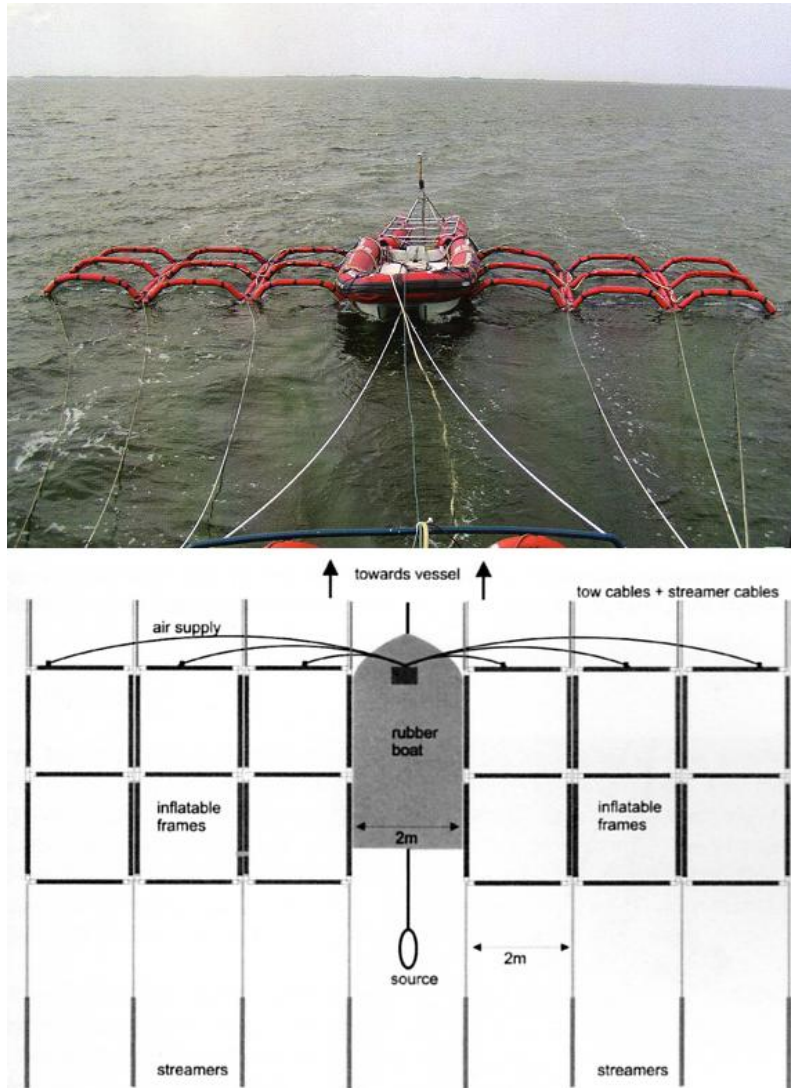 towards vessel
tow cables + streamer cables
air supply
rubber
boat
inflatable
frames
inflatable
frames
2m
2m
source
streamers
streamers